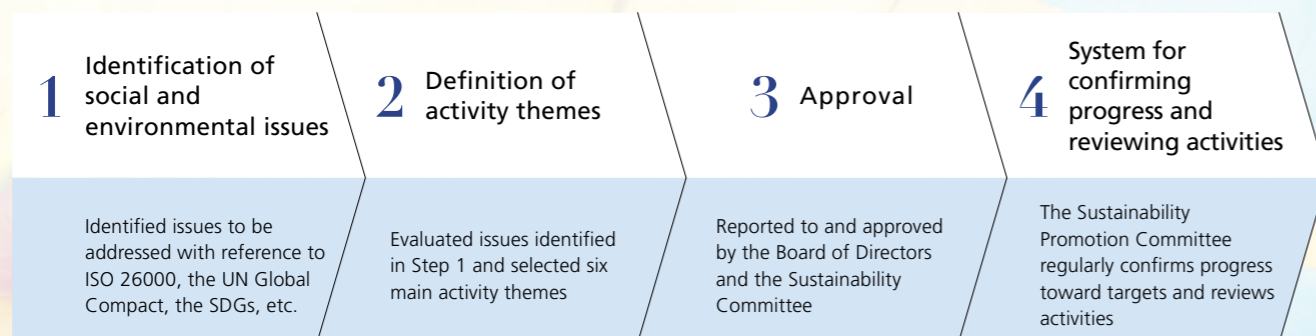 1
Identification of
social and
environmental issues
Identified issues to be
addressed with reference to
ISO 26000, the UN Global
Compact, the SDGs, etc.
2
Definition of
activity themes
Evaluated issues identified
in Step 1 and selected six
main activity themes
3
Approval
Reported to and approved
by the Board of Directors
and the Sustainability
Committee
4
System for
confirming
progress and
reviewing activities
The Sustainability
Promotion Committee
regularly confirms progress
toward targets and reviews
activities